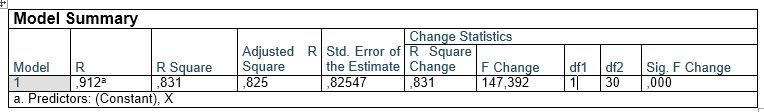 Model Summary
Change Statistics
Model R R Square Adjusted R Square Std. Error of the Estimate R Square Change F Change df1 df2 Sig. F Change
1 ,912a ,831 ,825 ,82547 ,831 147,392 1 30 ,000
a. Predictors: (Constant), X